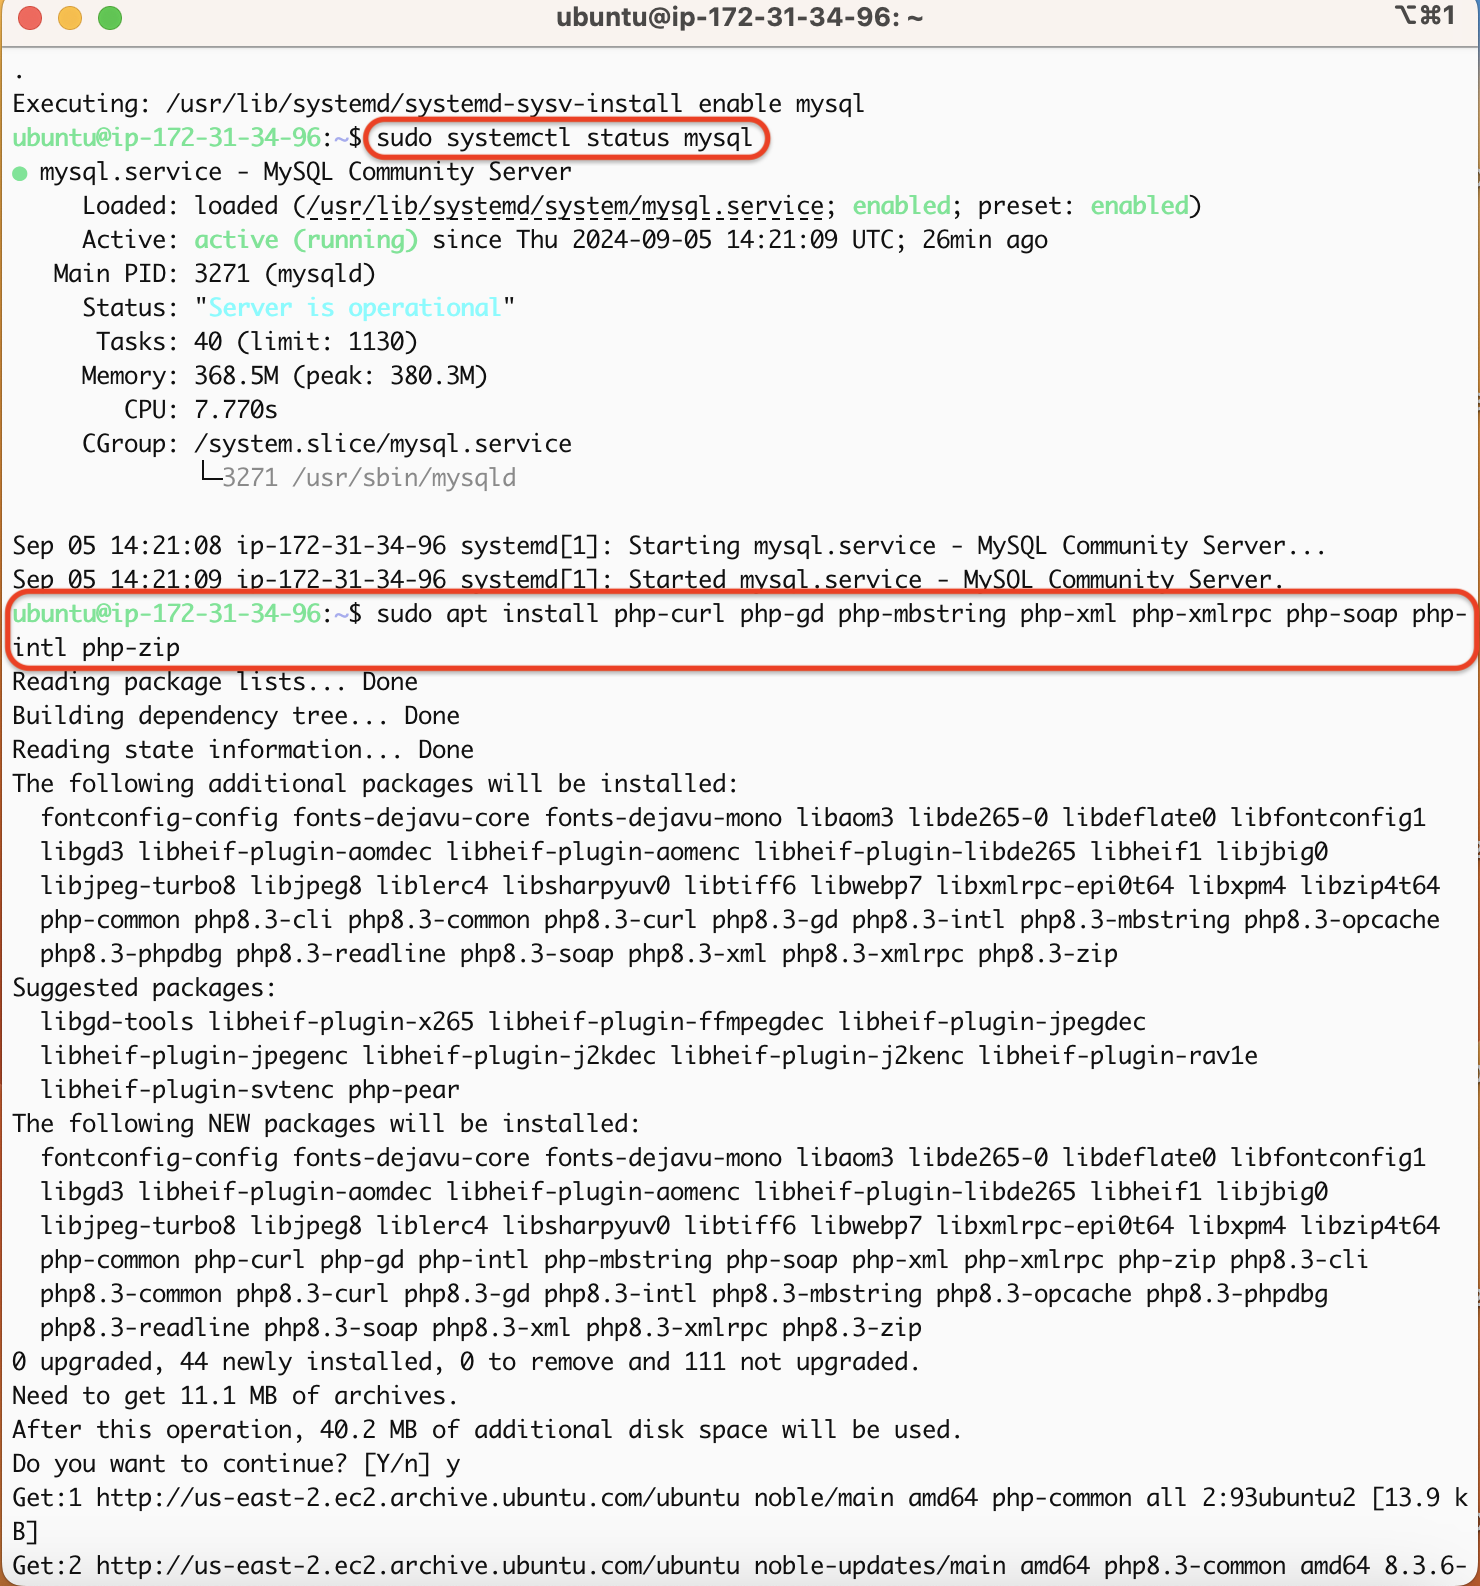 ubuntu@ip-172-31-34-96: ~
⌥⌘1
.
Executing: /usr/lib/systemd/systemd-sysv-install enable mysql
ubuntu@ip-172-31-34-96:~$ sudo systemctl status mysql
● mysql.service - MySQL Community Server
     Loaded: loaded (/usr/lib/systemd/system/mysql.service; enabled; preset: enabled)
     Active: active (running) since Thu 2024-09-05 14:21:09 UTC; 26min ago
   Main PID: 3271 (mysqld)
     Status: "Server is operational"
      Tasks: 40 (limit: 1130)
     Memory: 368.5M (peak: 380.3M)
        CPU: 7.770s
     CGroup: /system.slice/mysql.service
             └─3271 /usr/sbin/mysqld
Sep 05 14:21:08 ip-172-31-34-96 systemd[1]: Starting mysql.service - MySQL Community Server...
Sep 05 14:21:09 ip-172-31-34-96 systemd[1]: Started mysql.service - MySQL Community Server.
ubuntu@ip-172-31-34-96:~$ sudo apt install php-curl php-gd php-mbstring php-xml php-xmlrpc php-soap php-
intl php-zip
Reading package lists... Done
Building dependency tree... Done
Reading state information... Done
The following additional packages will be installed:
  fontconfig-config fonts-dejavu-core fonts-dejavu-mono libaom3 libde265-0 libdeflate0 libfontconfig1
  libgd3 libheif-plugin-aomdec libheif-plugin-aomenc libheif-plugin-libde265 libheif1 libjbig0
  libjpeg-turbo8 libjpeg8 liblerc4 libsharpyuv0 libtiff6 libwebp7 libxmlrpc-epi0t64 libxpm4 libzip4t64
  php-common php8.3-cli php8.3-common php8.3-curl php8.3-gd php8.3-intl php8.3-mbstring php8.3-opcache
  php8.3-phpdbg php8.3-readline php8.3-soap php8.3-xml php8.3-xmlrpc php8.3-zip
Suggested packages:
  libgd-tools libheif-plugin-x265 libheif-plugin-ffmpegdec libheif-plugin-jpegdec
  libheif-plugin-jpegenc libheif-plugin-j2kdec libheif-plugin-j2kenc libheif-plugin-rav1e
  libheif-plugin-svtenc php-pear
The following NEW packages will be installed:
  fontconfig-config fonts-dejavu-core fonts-dejavu-mono libaom3 libde265-0 libdeflate0 libfontconfig1
  libgd3 libheif-plugin-aomdec libheif-plugin-aomenc libheif-plugin-libde265 libheif1 libjbig0
  libjpeg-turbo8 libjpeg8 liblerc4 libsharpyuv0 libtiff6 libwebp7 libxmlrpc-epi0t64 libxpm4 libzip4t64
  php-common php-curl php-gd php-intl php-mbstring php-soap php-xml php-xmlrpc php-zip php8.3-cli
  php8.3-common php8.3-curl php8.3-gd php8.3-intl php8.3-mbstring php8.3-opcache php8.3-phpdbg
  php8.3-readline php8.3-soap php8.3-xml php8.3-xmlrpc php8.3-zip
0 upgraded, 44 newly installed, 0 to remove and 111 not upgraded.
Need to get 11.1 MB of archives.
After this operation, 40.2 MB of additional disk space will be used.
Do you want to continue? [Y/n] y
Get:1 http://us-east-2.ec2.archive.ubuntu.com/ubuntu noble/main amd64 php-common all 2:93ubuntu2 [13.9 k
B]
Get:2 http://us-east-2.ec2.archive.ubuntu.com/ubuntu noble-updates/main amd64 php8.3-common amd64 8.3.6-